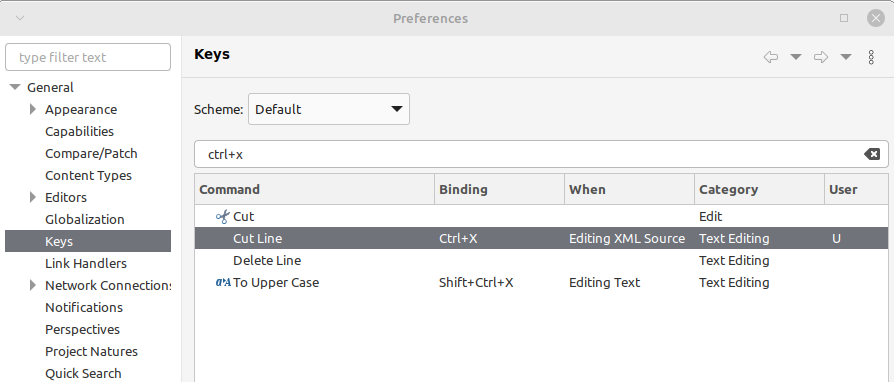 Preferences
type filter text
General
Appearance
Capabilities
Compare/Patch
Content Types
Editors
Globalization
Keys
Link Handlers
Network Connections
Notifications
Perspectives
Project Natures
Quick Search
Keys
Scheme: Default
ctrl+x
Command Binding When Category User
Cut Edit
Cut Line Ctrl+X Editing XML Source Text Editing U
Delete Line Text Editing
To Upper Case Shift+Ctrl+X Editing Text Text Editing